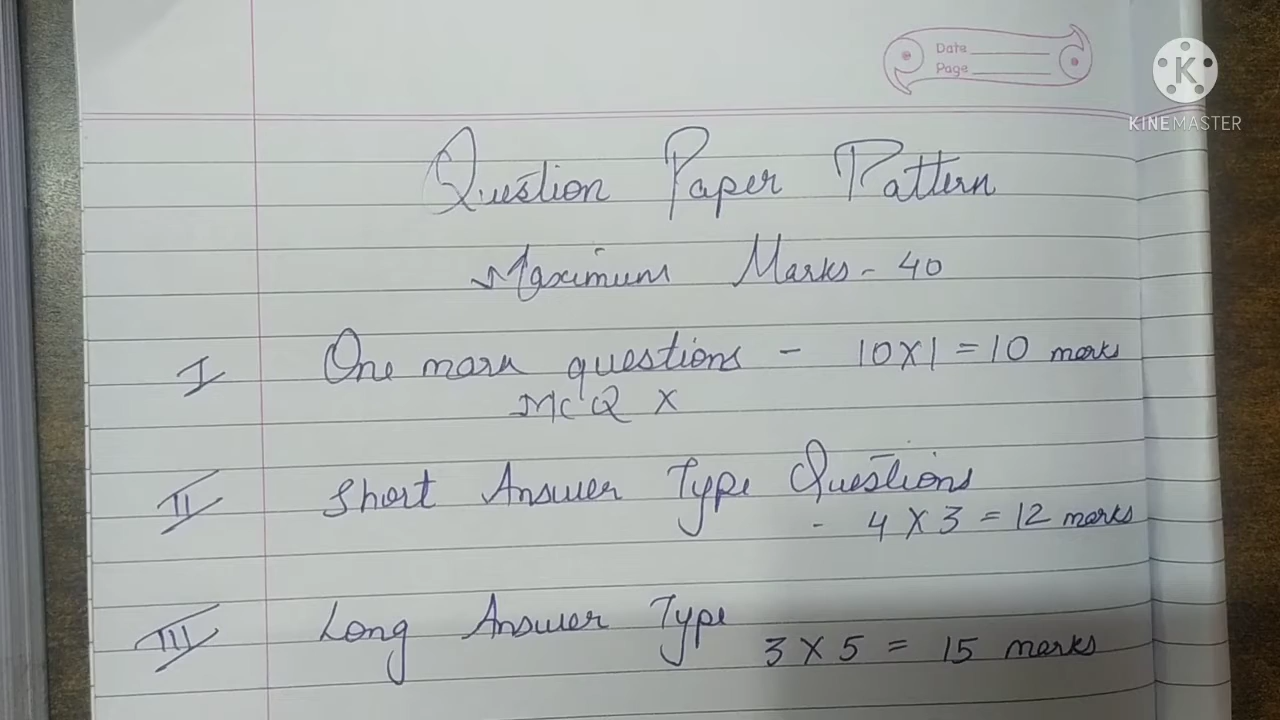 Date
Page
K
KINEMASTER
Question Paper Pattern
Maximum Marks - 40
I One mark questions - 10 X 1 = 10 marks
MCQ X
II Short Answer Type Questions
- 4 X 3 = 12 marks
III Long Answer Type
3 X 5 = 15 marks